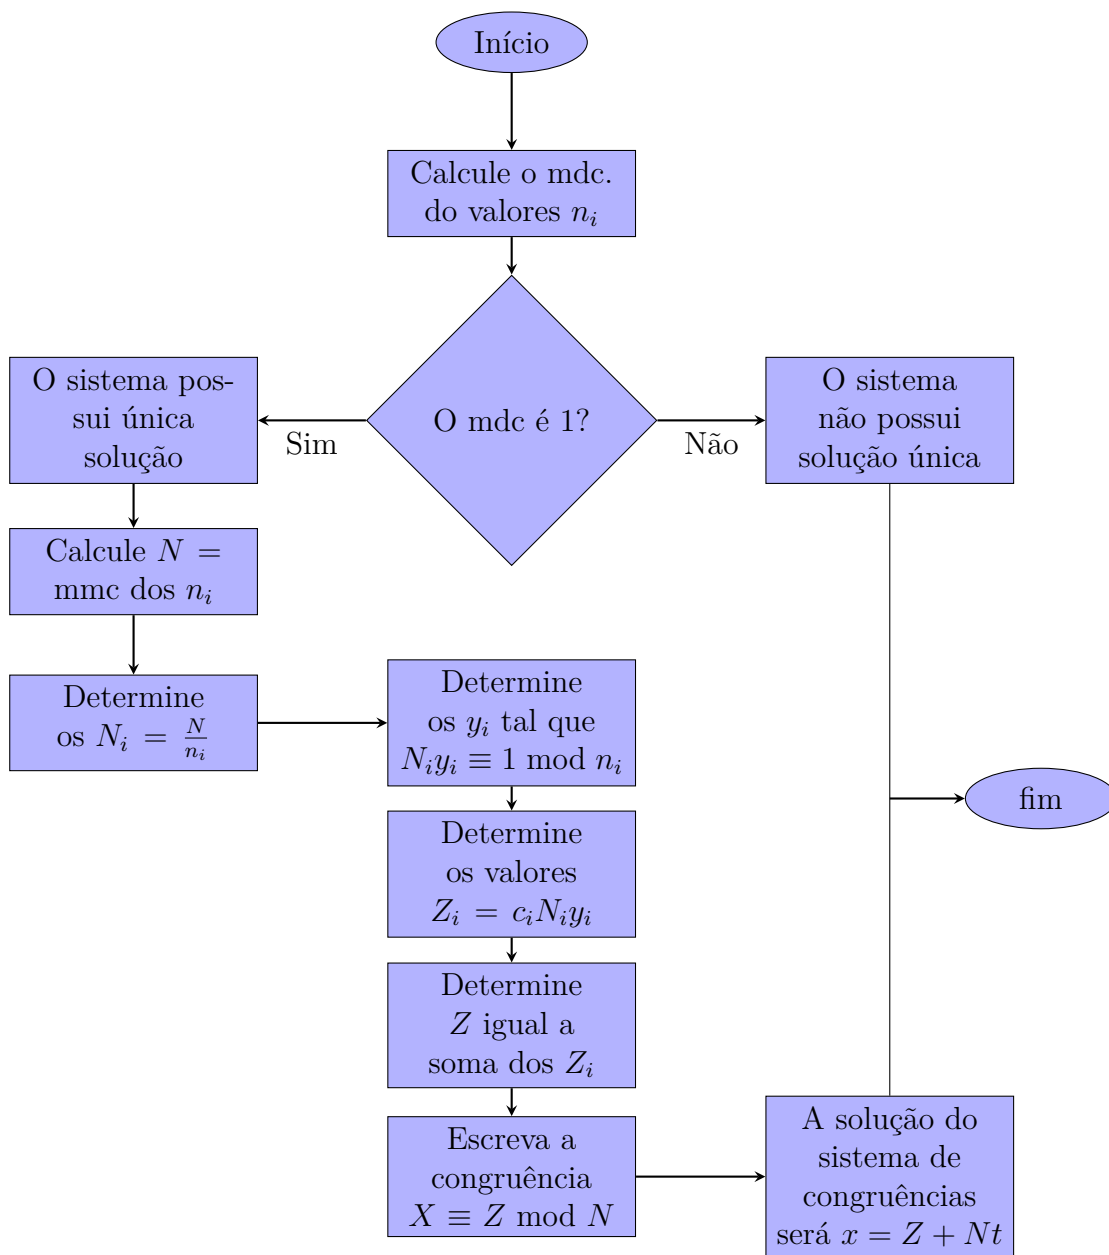 Início
Calcule o mdc.
do valores $n_i$
O mdc é 1?
Sim
Não
O sistema pos-
sui única
solução
O sistema
não possui
solução única
Calcule $N$ =
mmc dos $n_i$
Determine
os $N_i = \frac{N}{n_i}$
Determine
os $y_i$ tal que
$N_i y_i \equiv 1$ mod $n_i$
Determine
os valores
$Z_i = c_i N_i y_i$
Determine
$Z$ igual a
soma dos $Z_i$
Escreva a
congruência
$X \equiv Z$ mod $N$
A solução do
sistema de
congruências
será $x = Z + Nt$
fim